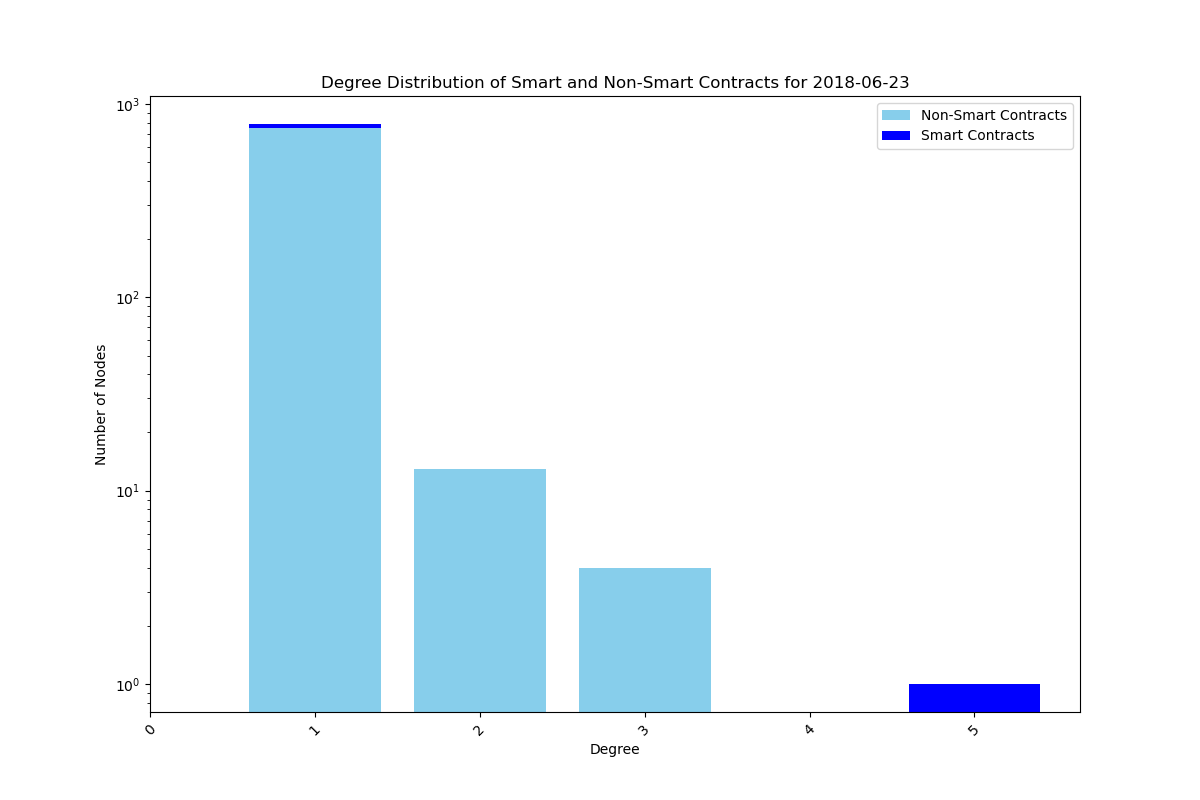 Degree Distribution of Smart and Non-Smart Contracts for 2018-06-23
Non-Smart Contracts
Smart Contracts
Number of Nodes
10³
10²
10¹
10⁰
0 1 2 3 4 5
Degree